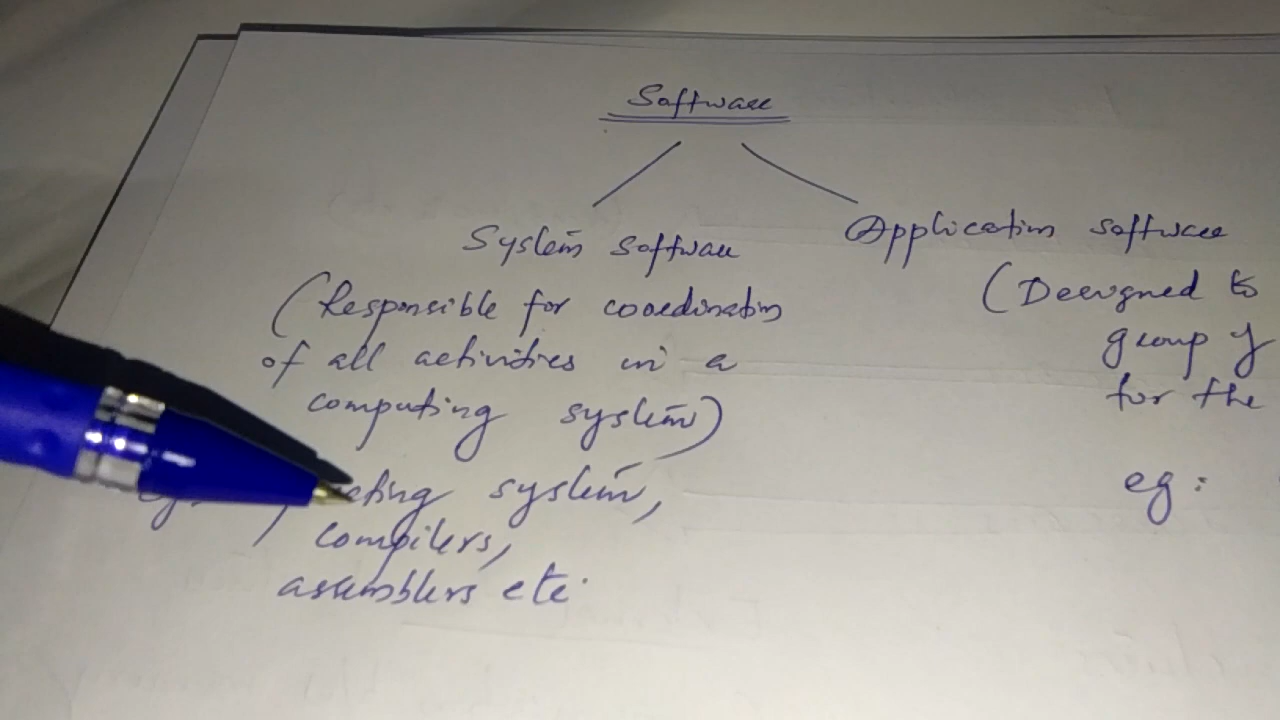 Software
System software
Application software
(Responsible for coordination
of all activities in a
computing system)
(Designed to
group of
for the
system,
compilers,
assemblers etc.
eg: